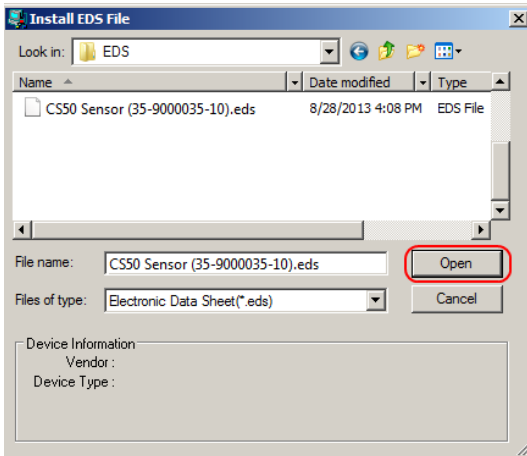 Install EDS File
Look in: EDS
Name Date modified Type
CS50 Sensor (35-9000035-10).eds 8/28/2013 4:08 PM EDS File
File name: CS50 Sensor (35-9000035-10).eds Open
Files of type: Electronic Data Sheet(*.eds) Cancel
Device Information
Vendor :
Device Type :